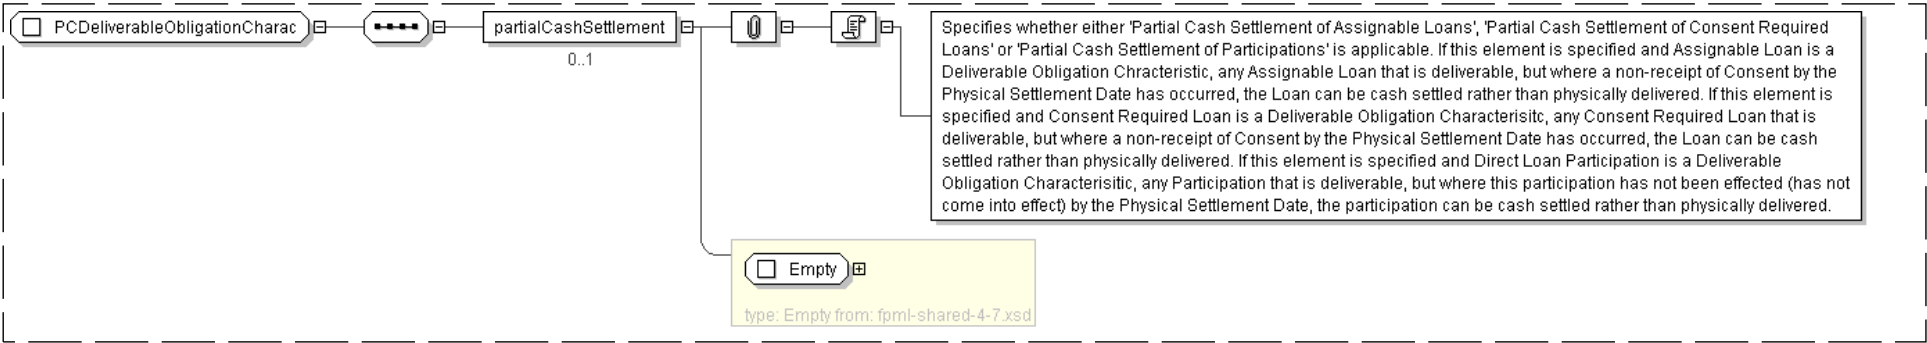 PCDeliverableObligationCharac
partialCashSettlement
0..1
Specifies whether either 'Partial Cash Settlement of Assignable Loans', 'Partial Cash Settlement of Consent Required
Loans' or 'Partial Cash Settlement of Participations' is applicable. If this element is specified and Assignable Loan is a
Deliverable Obligation Chracteristic, any Assignable Loan that is deliverable, but where a non-receipt of Consent by the
Physical Settlement Date has occurred, the Loan can be cash settled rather than physically delivered. If this element is
specified and Consent Required Loan is a Deliverable Obligation Characterisitc, any Consent Required Loan that is
deliverable, but where a non-receipt of Consent by the Physical Settlement Date has occurred, the Loan can be cash
settled rather than physically delivered. If this element is specified and Direct Loan Participation is a Deliverable
Obligation Characterisitic, any Participation that is deliverable, but where this participation has not been effected (has not
come into effect) by the Physical Settlement Date, the participation can be cash settled rather than physically delivered.
Empty
type: Empty from: fpml-shared-4-7.xsd